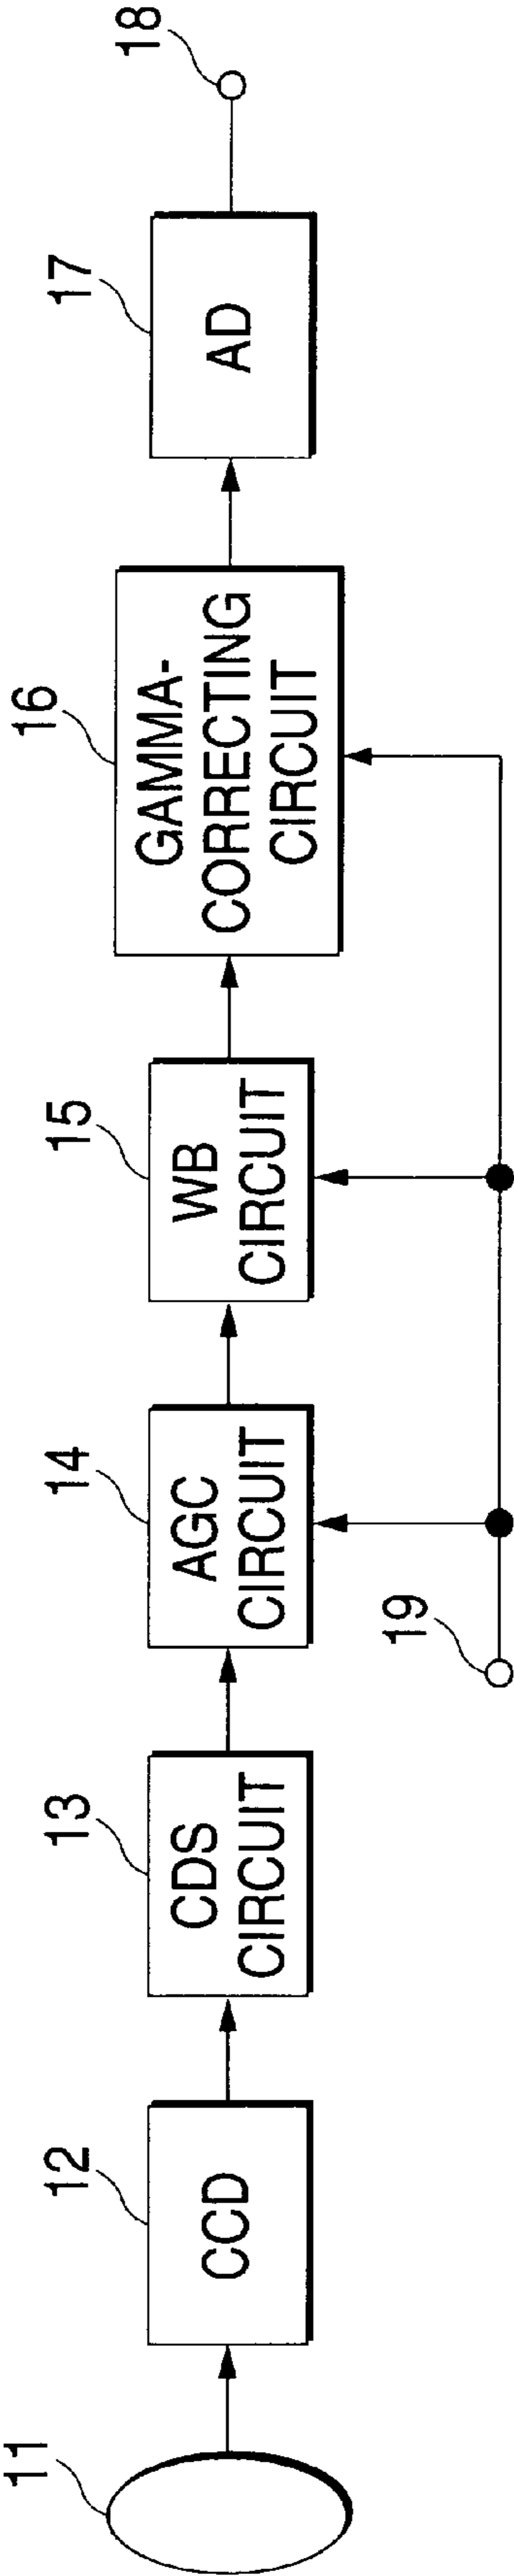 11
12
CCD
13
CDS
CIRCUIT
14
AGC
CIRCUIT
15
WB
CIRCUIT
16
GAMMA-
CORRECTING
CIRCUIT
17
AD
18
19